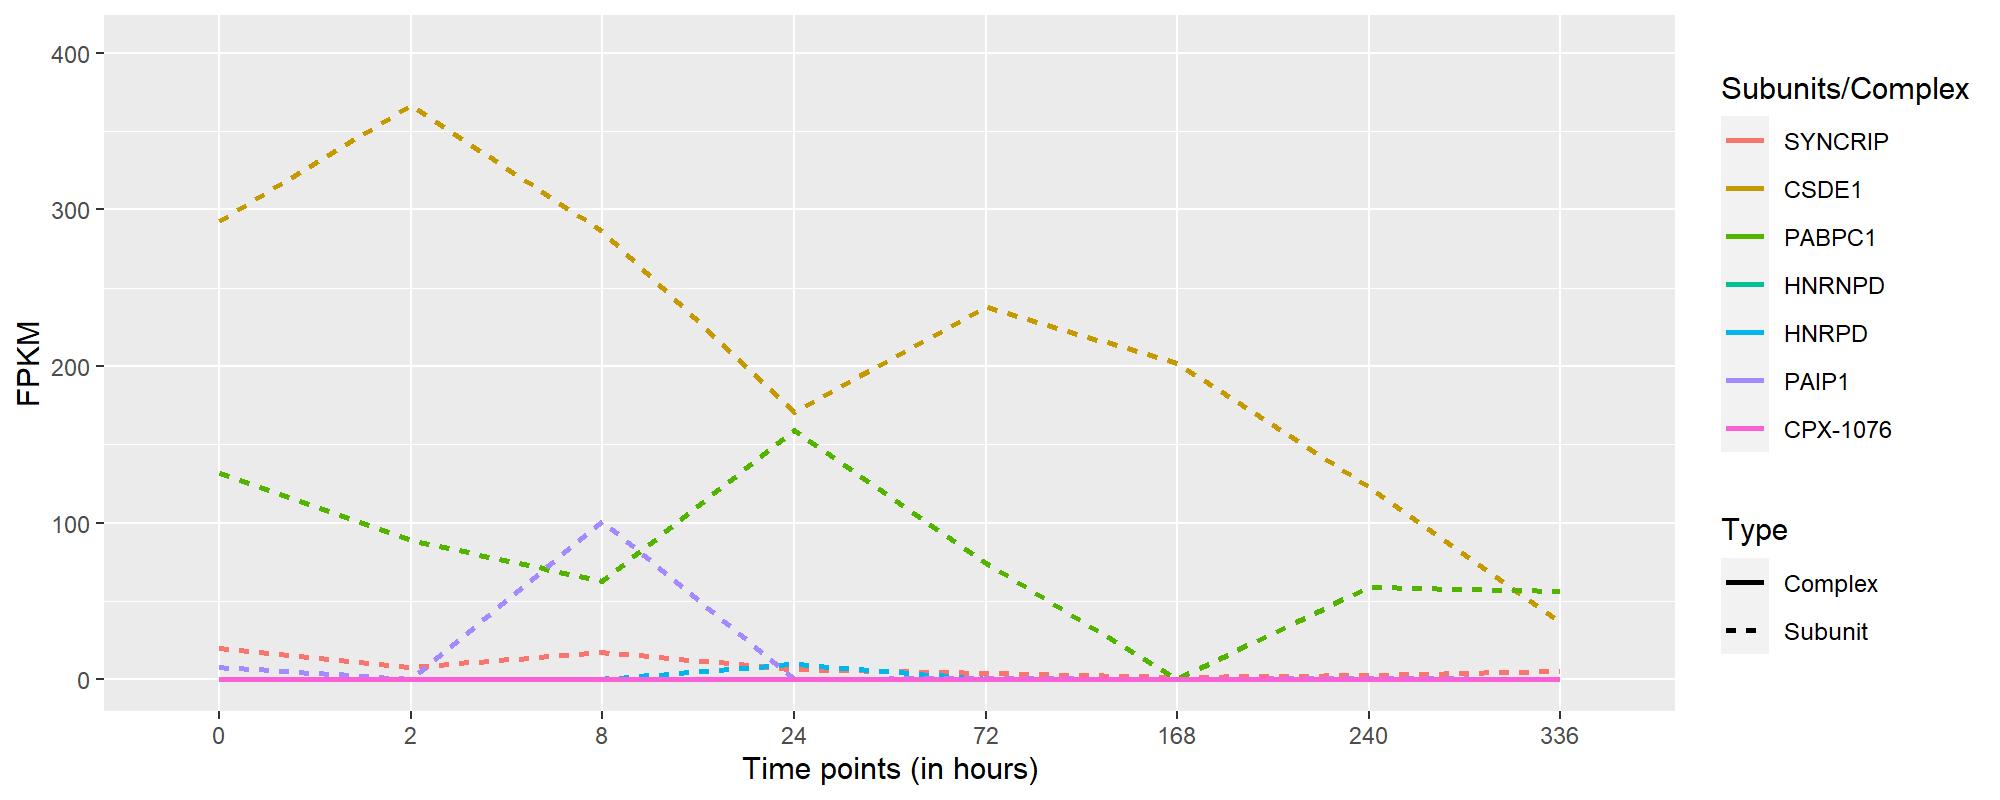 400
300
200
100
0
FPKM
0 2 8 24 72 168 240 336
Time points (in hours)
Subunits/Complex
SYNCRIP
CSDE1
PABPC1
HNRNPD
HNRPD
PAIP1
CPX-1076
Type
Complex
Subunit